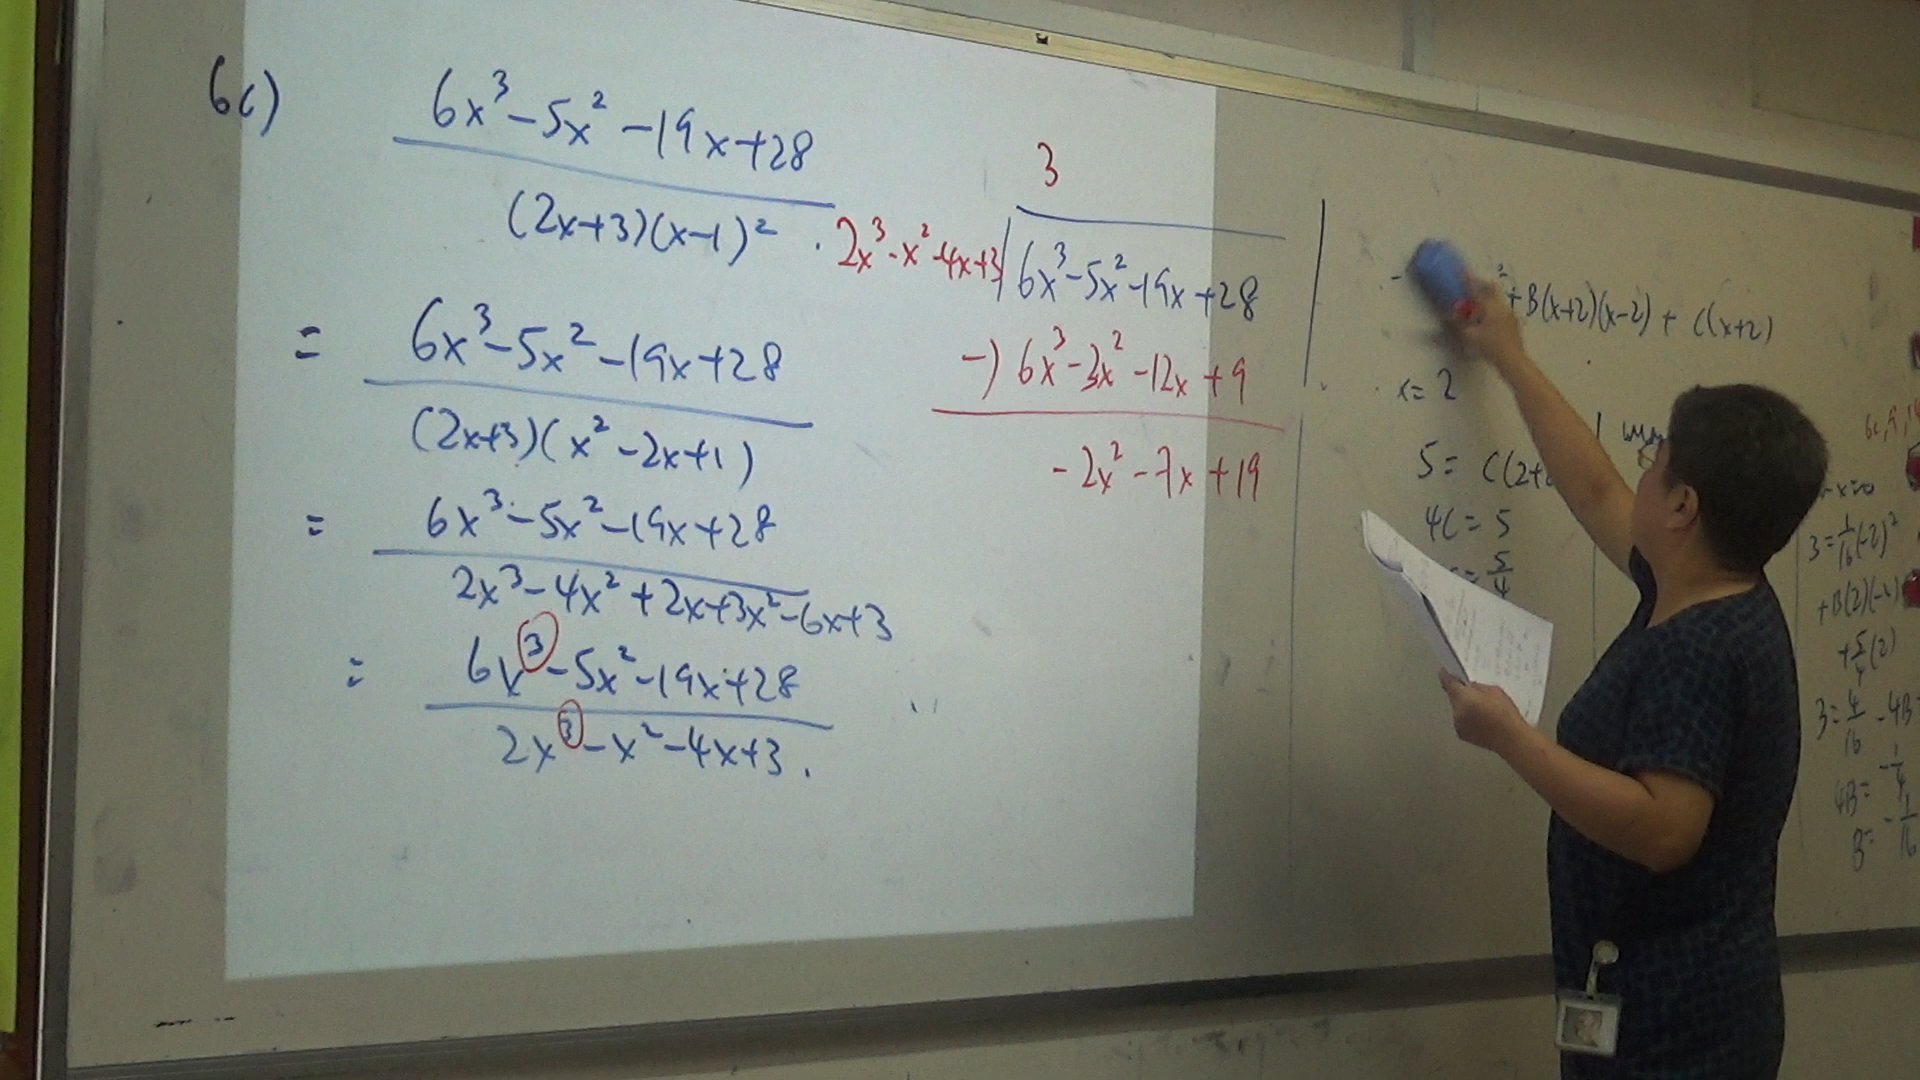 6c)
6x³-5x²-19x+28
(2x+3)(x-1)².
= 6x³-5x²-19x+28
(2x+3)(x²-2x+1)
= 6x³-5x²-19x+28
2x³-4x²+2x+3x²-6x+3
= 6x³-5x²-19x+28
2x³-x²-4x+3.
3
2x³-x²-4x+3 6x³-5x²-19x+28
-) 6x³-3x²-12x+9
-2x²-7x+19
+B(x+2)(x-2) + C(x+2)
x=2
5= C(2+
4C= 5
= 5/4
3=1/16(-2)²
+B(2)(-2)
+5/4(2)
3=4/16 -4B
4B=
B= -1/16